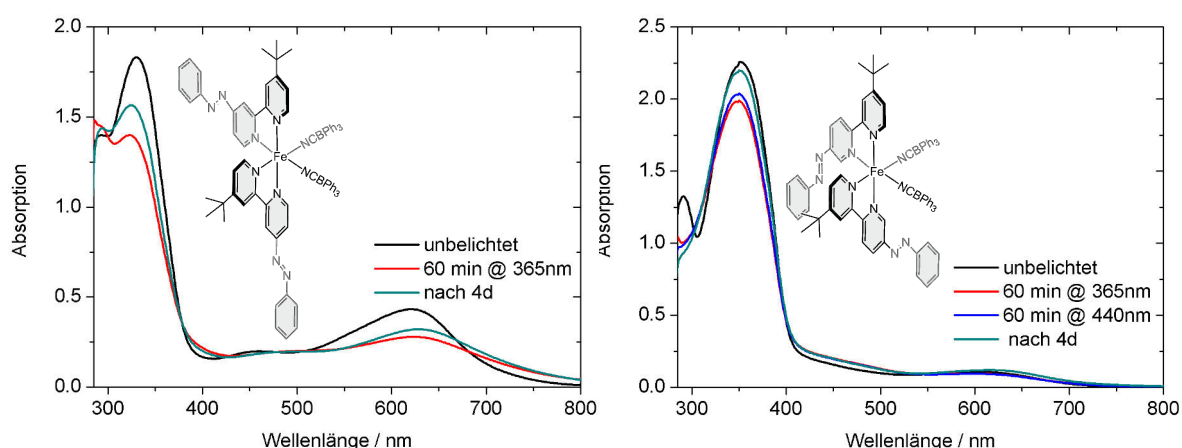 2.0
1.5
1.0
0.5
0.0
Absorption
300
400
500
600
700
800
Wellenlänge / nm
N
N
N
N
Fe
NCBPh3
NCBPh3
N
N
N
N
unbelichtet
60 min @ 365nm
nach 4d
2.5
2.0
1.5
1.0
0.5
0.0
Absorption
300
400
500
600
700
800
Wellenlänge / nm
N
N
N
N
Fe
NCBPh3
NCBPh3
N
N
N
N
unbelichtet
60 min @ 365nm
60 min @ 440nm
nach 4d